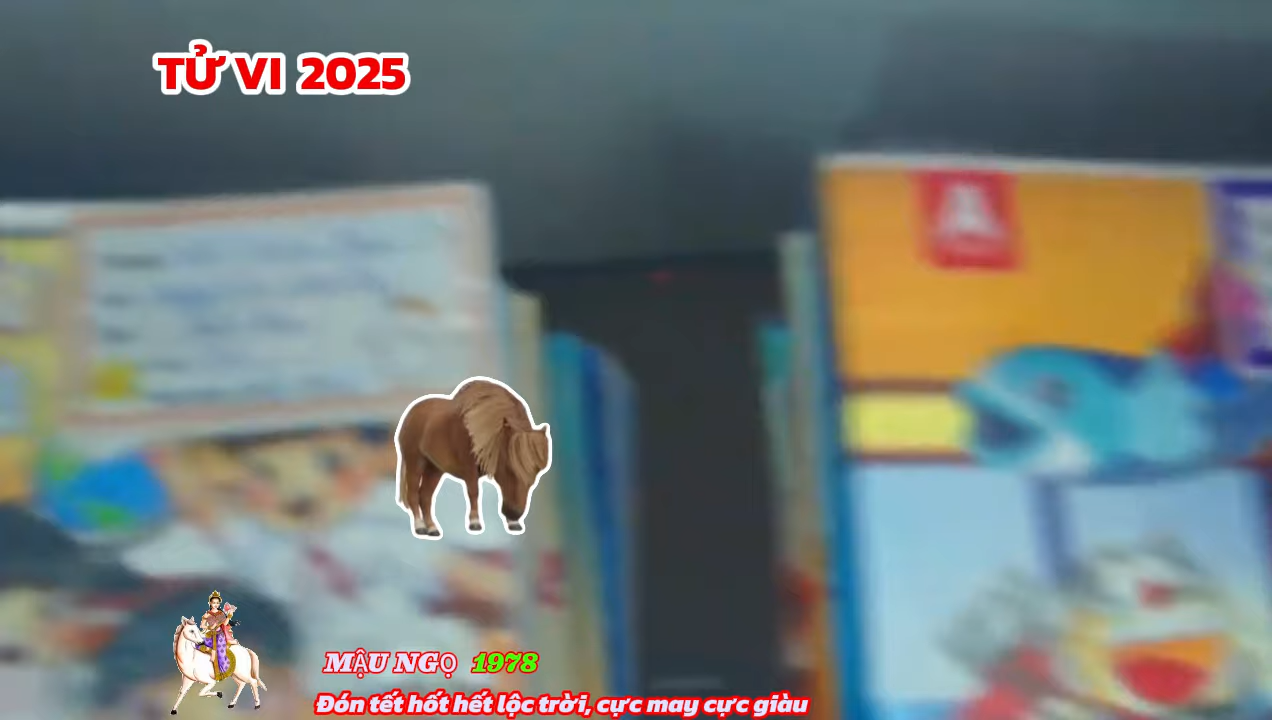 TỬ VI 2025
MẬU NGỌ 1978
Đón tết hốt hết lộc trời, cực may cực giàu